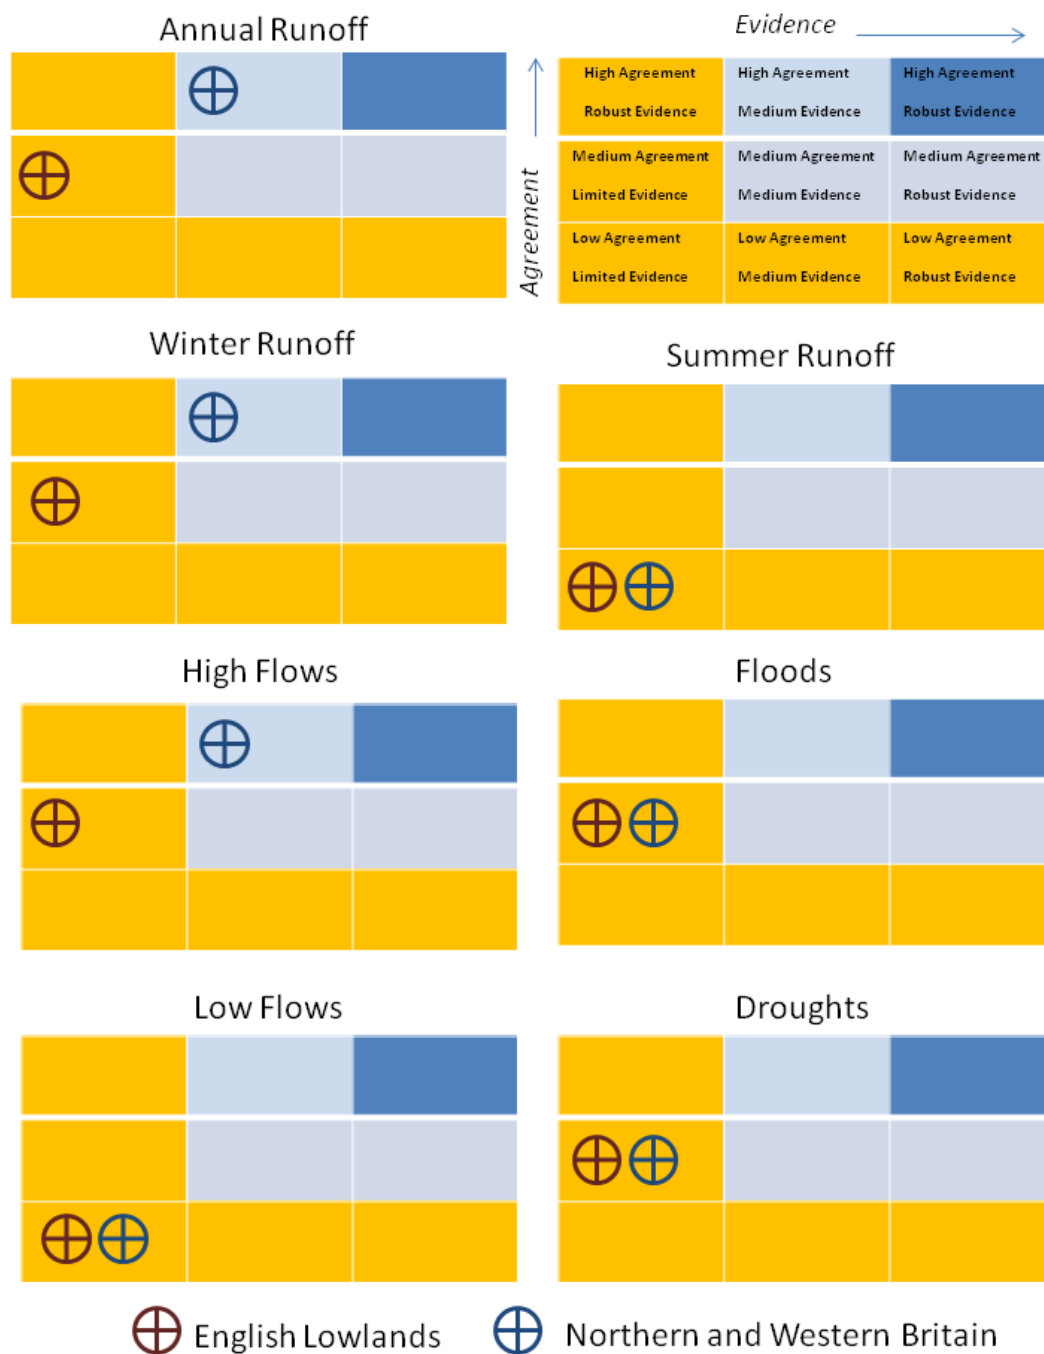 Annual Runoff
Evidence
Agreement
High Agreement
Robust Evidence
High Agreement
Medium Evidence
High Agreement
Robust Evidence
Medium Agreement
Limited Evidence
Medium Agreement
Medium Evidence
Medium Agreement
Robust Evidence
Low Agreement
Limited Evidence
Low Agreement
Medium Evidence
Low Agreement
Robust Evidence
Winter Runoff
Summer Runoff
High Flows
Floods
Low Flows
Droughts
English Lowlands
Northern and Western Britain